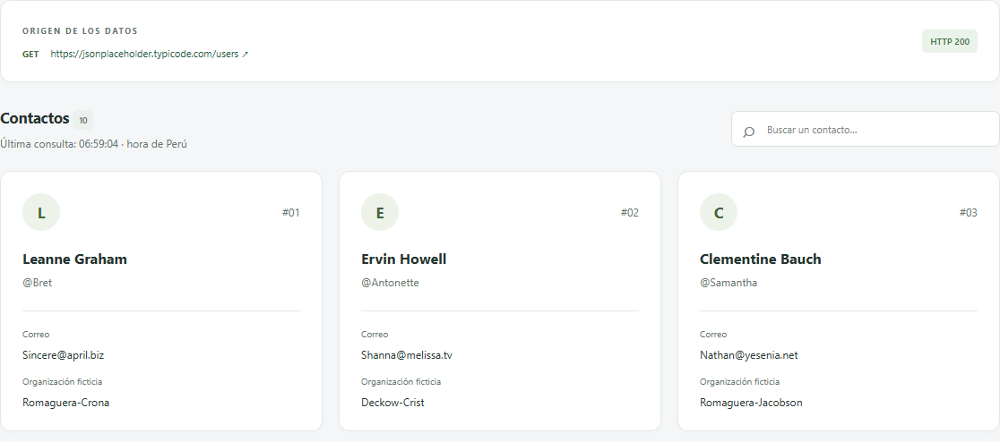 ORIGEN DE LOS DATOS
GET https://jsonplaceholder.typicode.com/users ↗
HTTP 200
Contactos 10
Última consulta: 06:59:04 · hora de Perú
Buscar un contacto...
L
#01
Leanne Graham
@Bret
Correo
Sincere@april.biz
Organización ficticia
Romaguera-Crona
E
#02
Ervin Howell
@Antonette
Correo
Shanna@melissa.tv
Organización ficticia
Deckow-Crist
C
#03
Clementine Bauch
@Samantha
Correo
Nathan@yesenia.net
Organización ficticia
Romaguera-Jacobson